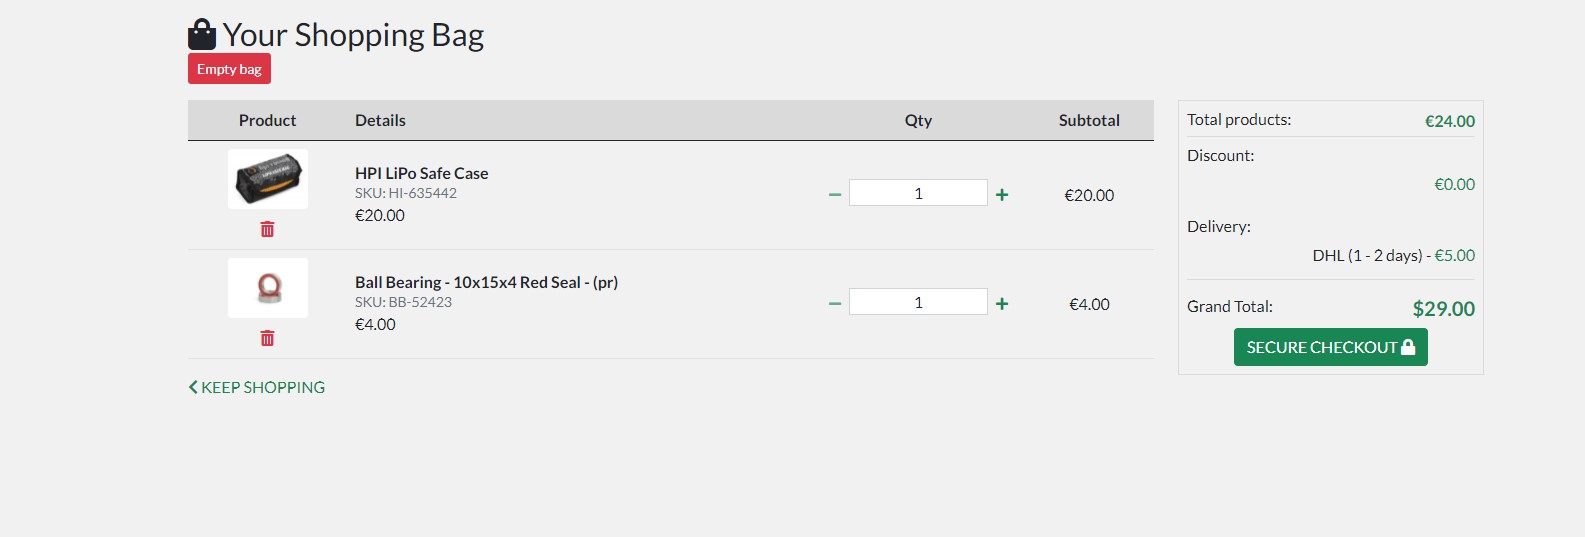 Your Shopping Bag
Empty bag
Product Details Qty Subtotal
HPI LiPo Safe Case
SKU: HI-635442
€20.00
1
€20.00
Ball Bearing - 10x15x4 Red Seal - (pr)
SKU: BB-52423
€4.00
1
€4.00
KEEP SHOPPING
Total products: €24.00
Discount:
€0.00
Delivery:
DHL (1 - 2 days) - €5.00
Grand Total: $29.00
SECURE CHECKOUT